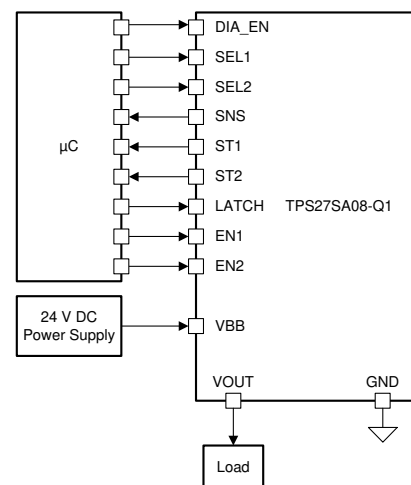 DIA_EN
SEL1
SEL2
SNS
µC
ST1
ST2
LATCH TPS27SA08-Q1
EN1
EN2
24 V DC
Power Supply
VBB
VOUT
GND
Load